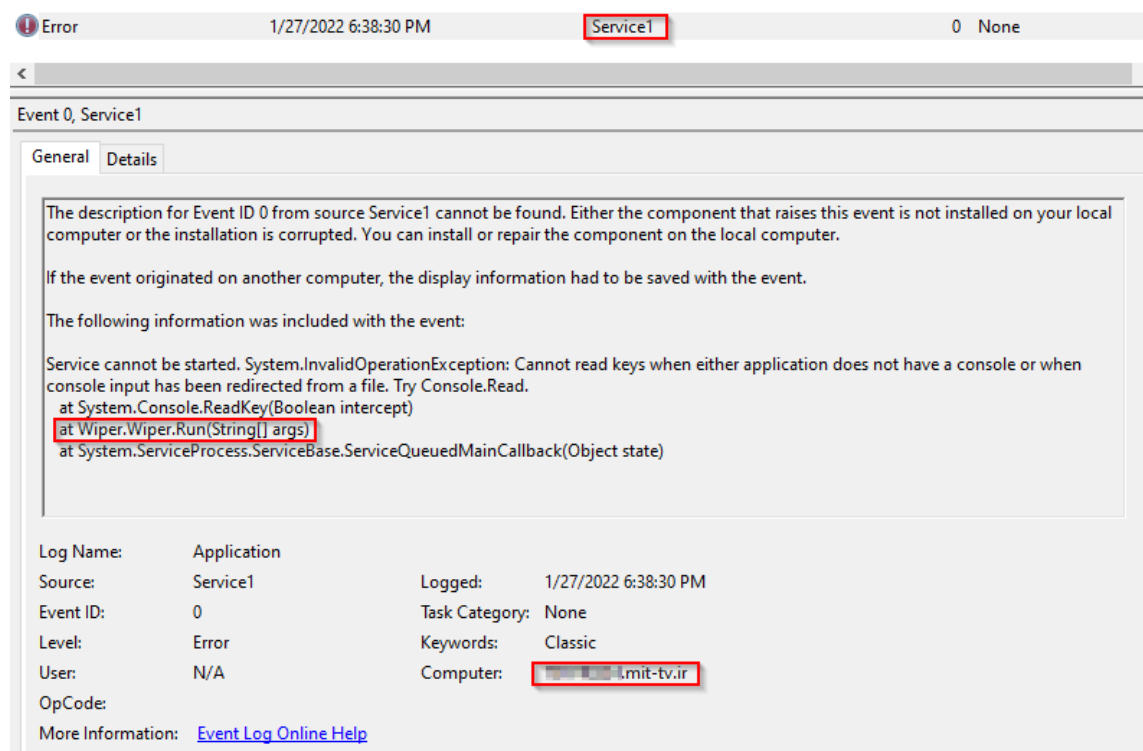 Error 1/27/2022 6:38:30 PM Service1 0 None
Event 0, Service1
General Details
The description for Event ID 0 from source Service1 cannot be found. Either the component that raises this event is not installed on your local
computer or the installation is corrupted. You can install or repair the component on the local computer.
If the event originated on another computer, the display information had to be saved with the event.
The following information was included with the event:
Service cannot be started. System.InvalidOperationException: Cannot read keys when either application does not have a console or when
console input has been redirected from a file. Try Console.Read.
at System.Console.ReadKey(Boolean intercept)
at Wiper.Wiper.Run(String[] args)
at System.ServiceProcess.ServiceBase.ServiceQueuedMainCallback(Object state)
Log Name: Application
Source: Service1 Logged: 1/27/2022 6:38:30 PM
Event ID: 0 Task Category: None
Level: Error Keywords: Classic
User: N/A Computer: .mit-tv.ir
OpCode:
More Information: Event Log Online Help